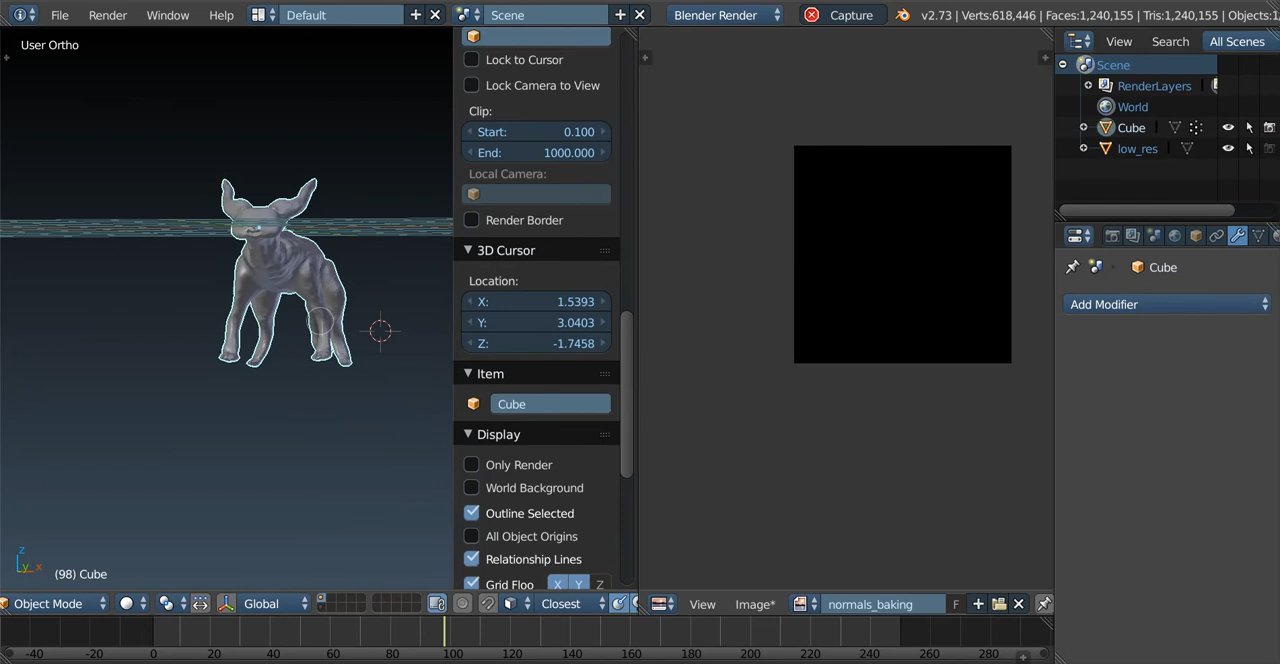 File Render Window Help Default Scene Blender Render Capture v2.73 | Verts:618,446 | Faces:1,240,155 | Tris:1,240,155 | Objects:1
User Ortho
Lock to Cursor
Lock Camera to View
Clip:
Start: 0.100
End: 1000.000
Local Camera:
Render Border
3D Cursor
Location:
X: 1.5393
Y: 3.0403
Z: -1.7458
Item
Cube
Display
Only Render
World Background
Outline Selected
All Object Origins
Relationship Lines
Grid Floo X Y Z
z
y x
(98) Cube
Object Mode Global Closest
View Image* normals_baking F
-40 -20 0 20 40 60 80 100 120 140 160 180 200 220 240 260 280
View Search All Scenes
Scene
RenderLayers
World
Cube
low_res
Cube
Add Modifier